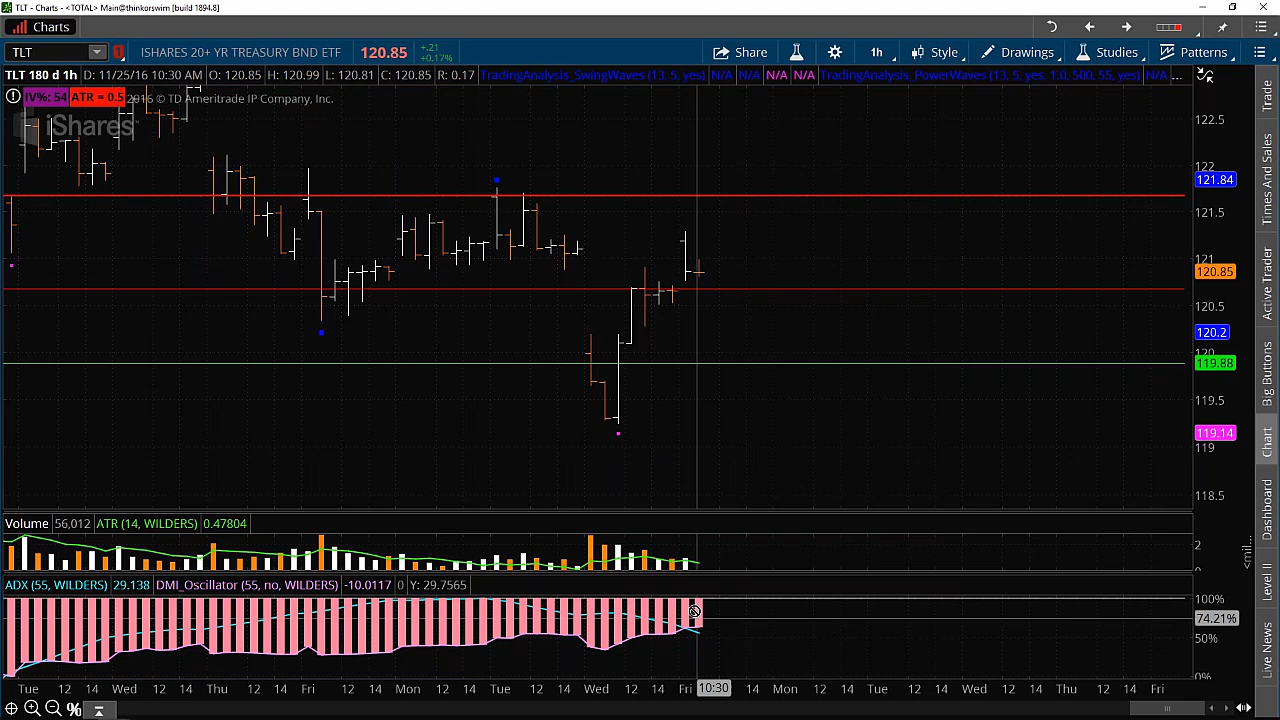 TLT - Charts - <TOTAL> Main@thinkorswim [build 1894.8]
Charts
TLT
ISHARES 20+ YR TREASURY BND ETF
120.85
+.21
+0.17%
Share
1h
Style
Drawings
Studies
Patterns
TLT 180 d 1h
D: 11/25/16 10:30 AM
O: 120.85
H: 120.99
L: 120.81
C: 120.85
R: 0.17
TradingAnalysis_SwingWaves (13, 5, yes)
N/A
N/A
N/A
N/A
TradingAnalysis_PowerWaves (13, 5, yes, 1.0, 500, 55, yes)
N/A
...
IV%: 54
ATR = 0.5
2016 © TD Ameritrade IP Company, Inc.
iShares
122.5
122
121.84
121.5
121
120.85
120.5
120.2
120
119.88
119.5
119.14
119
118.5
Volume
56,012
ATR (14, WILDERS)
0.47804
2
0
<mil...
ADX (55, WILDERS)
29.138
DMI_Oscillator (55, no, WILDERS)
-10.0117
0
Y: 29.7565
100%
74.21%
50%
0%
Tue 12 14 Wed 12 14 Thu 12 14 Fri 12 14 Mon 12 14 Tue 12 14 Wed 12 14 Fri 10:30 14 Mon 12 14 Tue 12 14 Wed 12 14 Thu 12 14 Fri
%
Trade
Times And Sales
Active Trader
Big Buttons
Chart
Dashboard
Level II
Live News